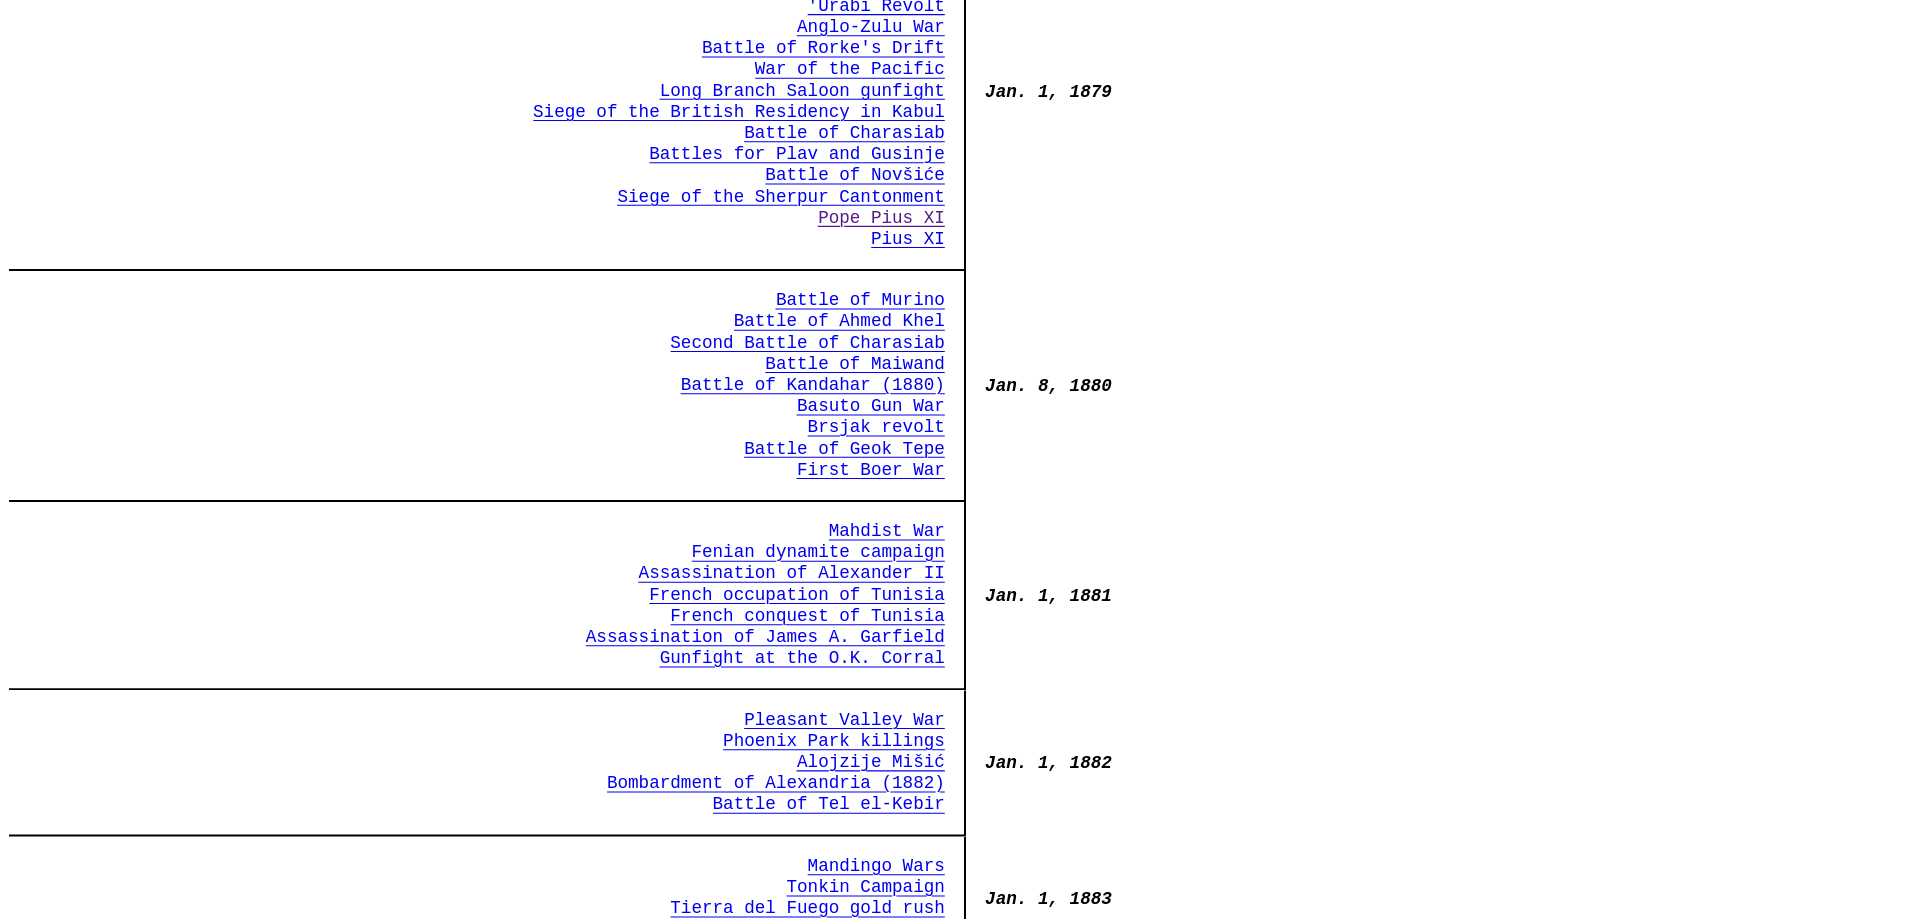 'Urabi Revolt
Anglo-Zulu War
Battle of Rorke's Drift
War of the Pacific
Long Branch Saloon gunfight
Jan. 1, 1879
Siege of the British Residency in Kabul
Battle of Charasiab
Battles for Plav and Gusinje
Battle of Novšiće
Siege of the Sherpur Cantonment
Pope Pius XI
Pius XI
Battle of Murino
Battle of Ahmed Khel
Second Battle of Charasiab
Battle of Maiwand
Battle of Kandahar (1880)
Jan. 8, 1880
Basuto Gun War
Brsjak revolt
Battle of Geok Tepe
First Boer War
Mahdist War
Fenian dynamite campaign
Assassination of Alexander II
French occupation of Tunisia
Jan. 1, 1881
French conquest of Tunisia
Assassination of James A. Garfield
Gunfight at the O.K. Corral
Pleasant Valley War
Phoenix Park killings
Alojzije Mišić
Jan. 1, 1882
Bombardment of Alexandria (1882)
Battle of Tel el-Kebir
Mandingo Wars
Tonkin Campaign
Jan. 1, 1883
Tierra del Fuego gold rush